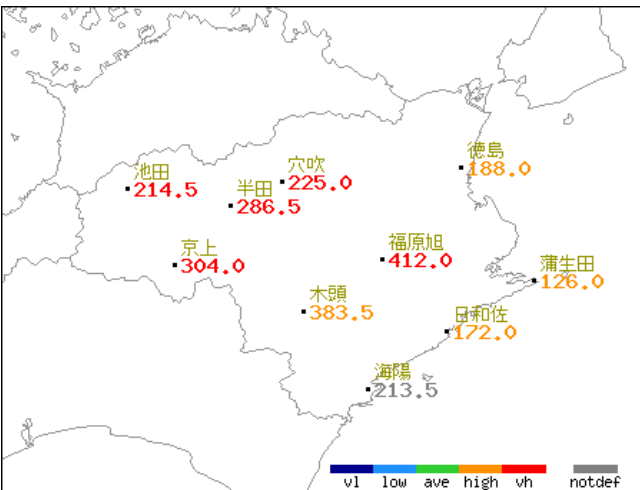 徳島
188.0
池田
214.5
穴吹
225.0
半田
286.5
京上
304.0
福原旭
412.0
蒲生田
126.0
木頭
383.5
日和佐
172.0
海陽
213.5
vl low ave high vh notdef